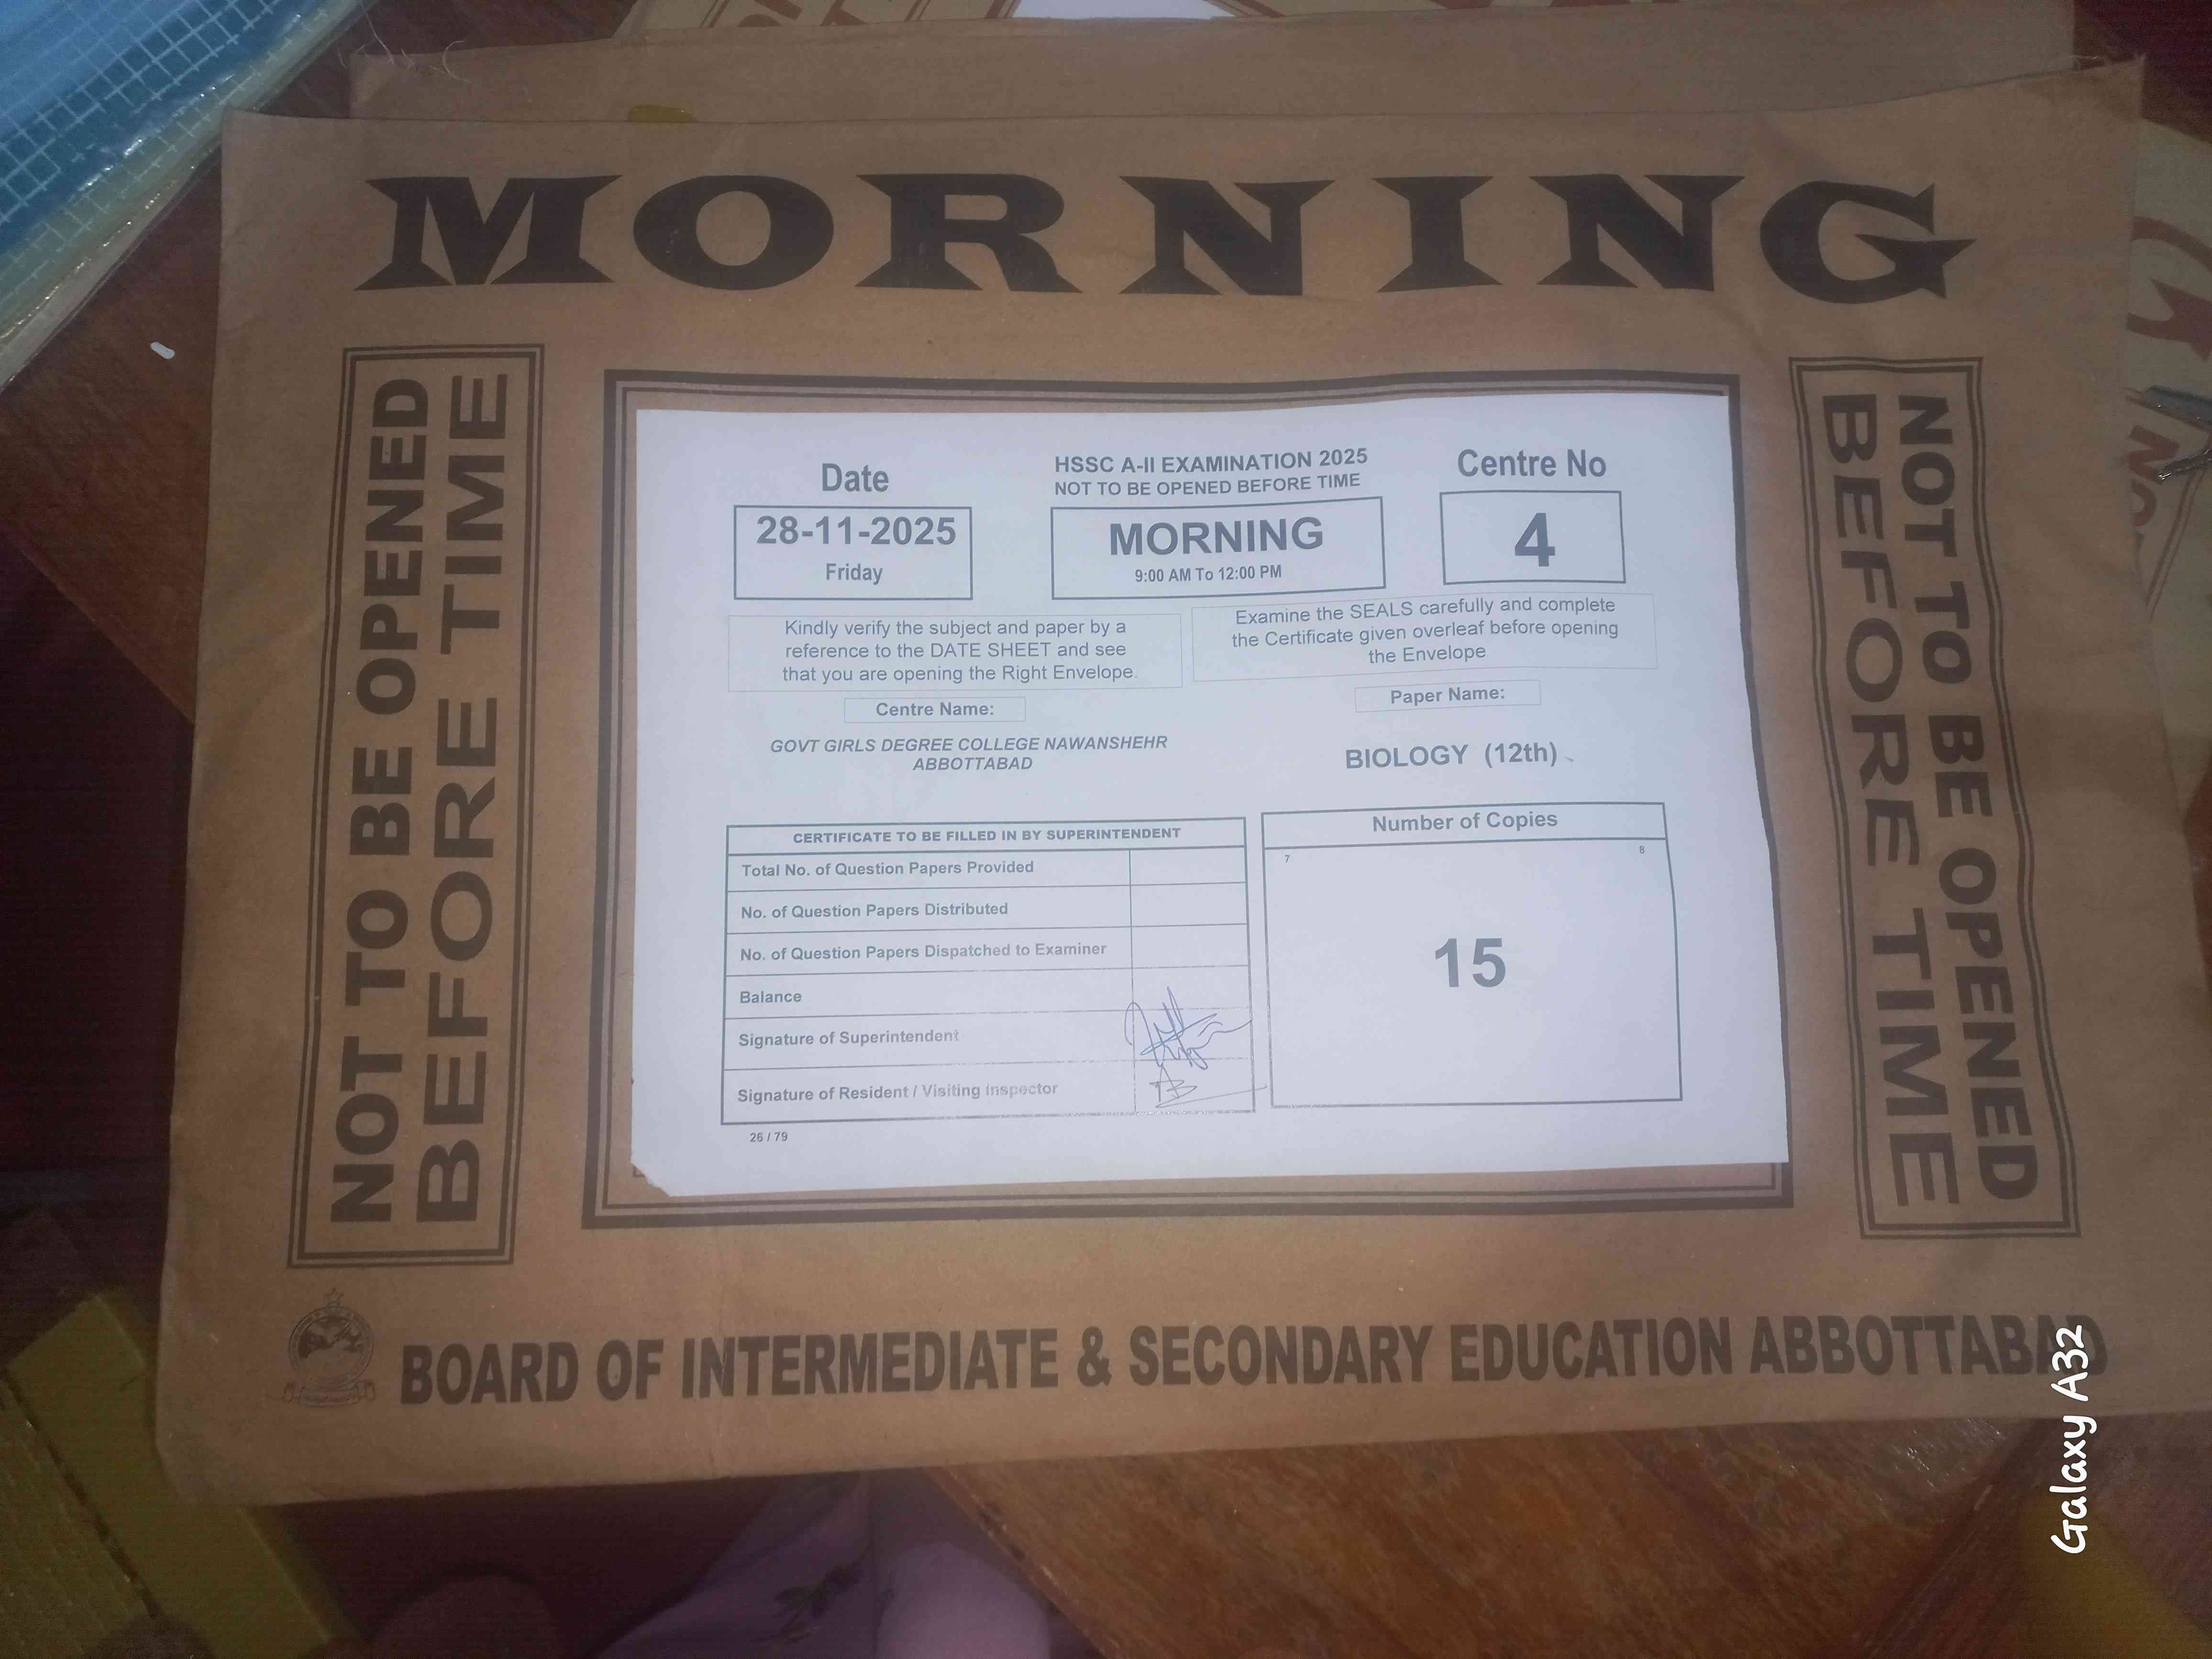 MORNING
NOT TO BE OPENED
BEFORE TIME
Date
28-11-2025
Friday
HSSC A-II EXAMINATION 2025
NOT TO BE OPENED BEFORE TIME
MORNING
9:00 AM To 12:00 PM
Centre No
4
Kindly verify the subject and paper by a
reference to the DATE SHEET and see
that you are opening the Right Envelope.
Examine the SEALS carefully and complete
the Certificate given overleaf before opening
the Envelope
Centre Name:
GOVT GIRLS DEGREE COLLEGE NAWANSHEHR
ABBOTTABAD
Paper Name:
BIOLOGY (12th)
CERTIFICATE TO BE FILLED IN BY SUPERINTENDENT
Total No. of Question Papers Provided
No. of Question Papers Distributed
No. of Question Papers Dispatched to Examiner
Balance
Signature of Superintendent
Signature of Resident / Visiting Inspector
26 / 79
Number of Copies
7 8
15
NOT TO BE OPENED
BEFORE TIME
BOARD OF INTERMEDIATE & SECONDARY EDUCATION ABBOTTABAD
Galaxy A32